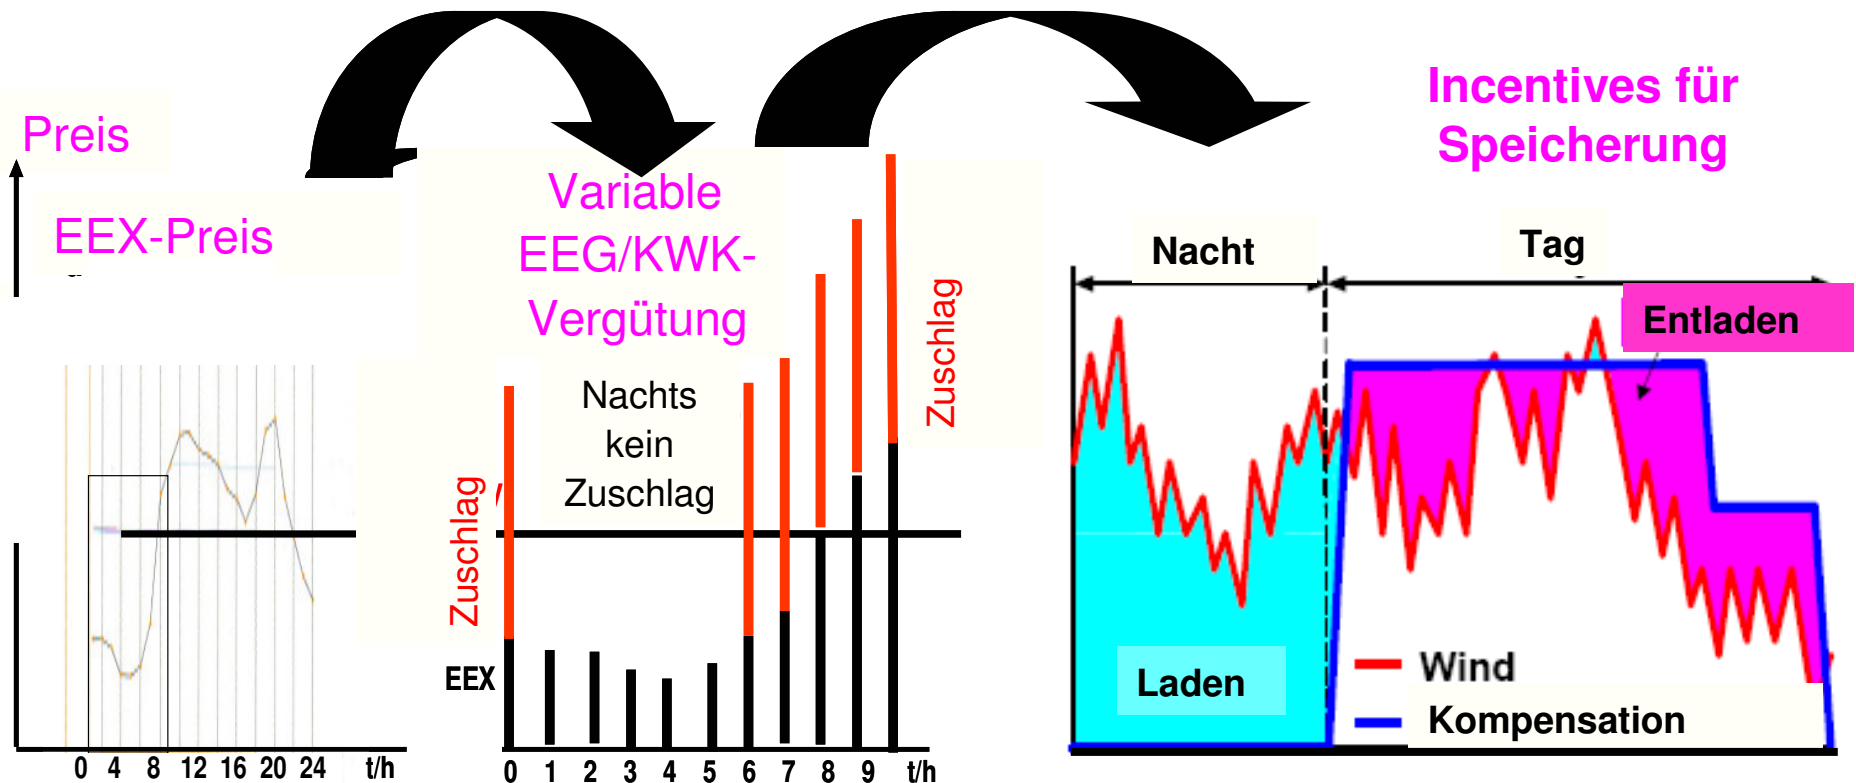 Preis
EEX-Preis
0 4 8 12 16 20 24 t/h
Variable
EEG/KWK-
Vergütung
Nachts
kein
Zuschlag
Zuschlag
Zuschlag
EEX
0 1 2 3 4 5 6 7 8 9 t/h
Incentives für
Speicherung
Nacht
Tag
Entladen
Laden
Wind
Kompensation